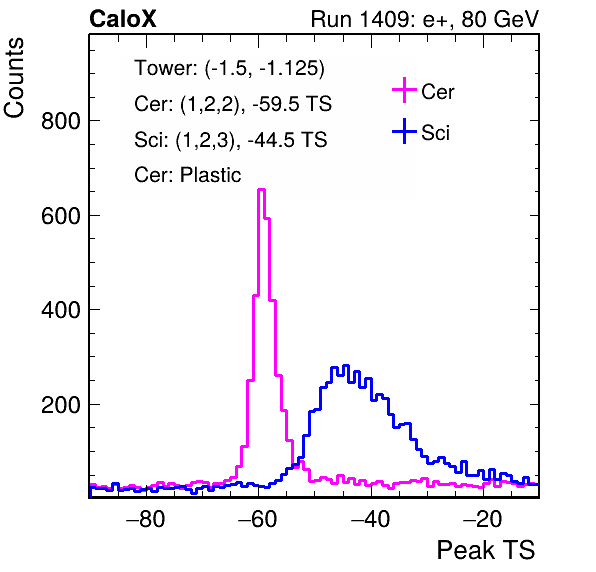 CaloX Run 1409: e+, 80 GeV
Counts
Tower: (-1.5, -1.125)
Cer: (1,2,2), -59.5 TS
Sci: (1,2,3), -44.5 TS
Cer: Plastic
Cer
Sci
800
600
400
200
−80 −60 −40 −20
Peak TS